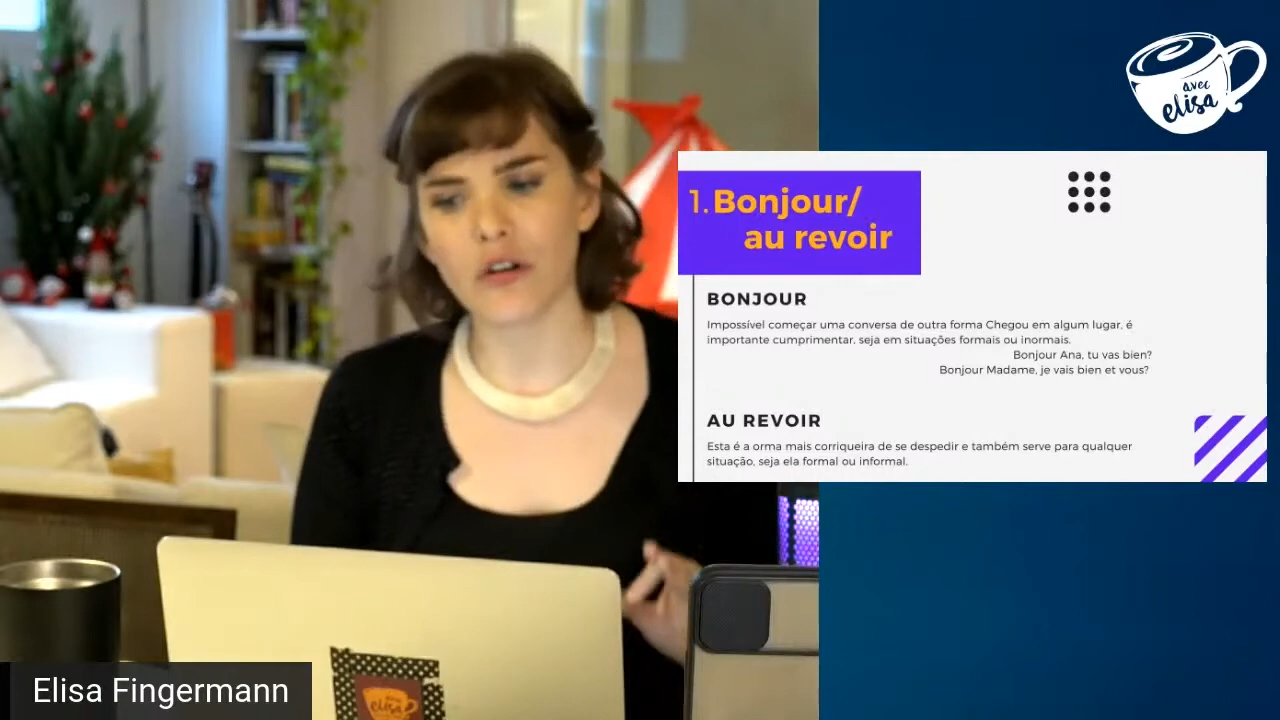 avec
elisa
1. Bonjour/
au revoir
BONJOUR
Impossível começar uma conversa de outra forma Chegou em algum lugar, é
importante cumprimentar, seja em situações formais ou inormais.
Bonjour Ana, tu vas bien?
Bonjour Madame, je vais bien et vous?
AU REVOIR
Esta é a orma mais corriqueira de se despedir e também serve para qualquer
situação, seja ela formal ou informal.
Elisa Fingermann
avec
elisa